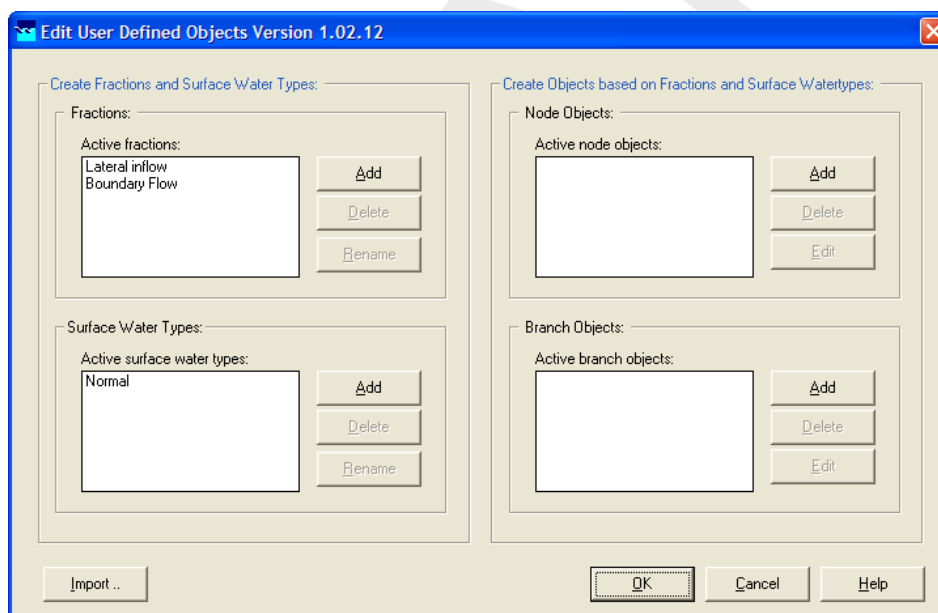 Edit User Defined Objects Version 1.02.12
Create Fractions and Surface Water Types:
Fractions:
Active fractions:
Lateral inflow
Boundary Flow
Add
Delete
Rename
Surface Water Types:
Active surface water types:
Normal
Add
Delete
Rename
Create Objects based on Fractions and Surface Watertypes:
Node Objects:
Active node objects:
Add
Delete
Edit
Branch Objects:
Active branch objects:
Add
Delete
Edit
Import ..
OK
Cancel
Help